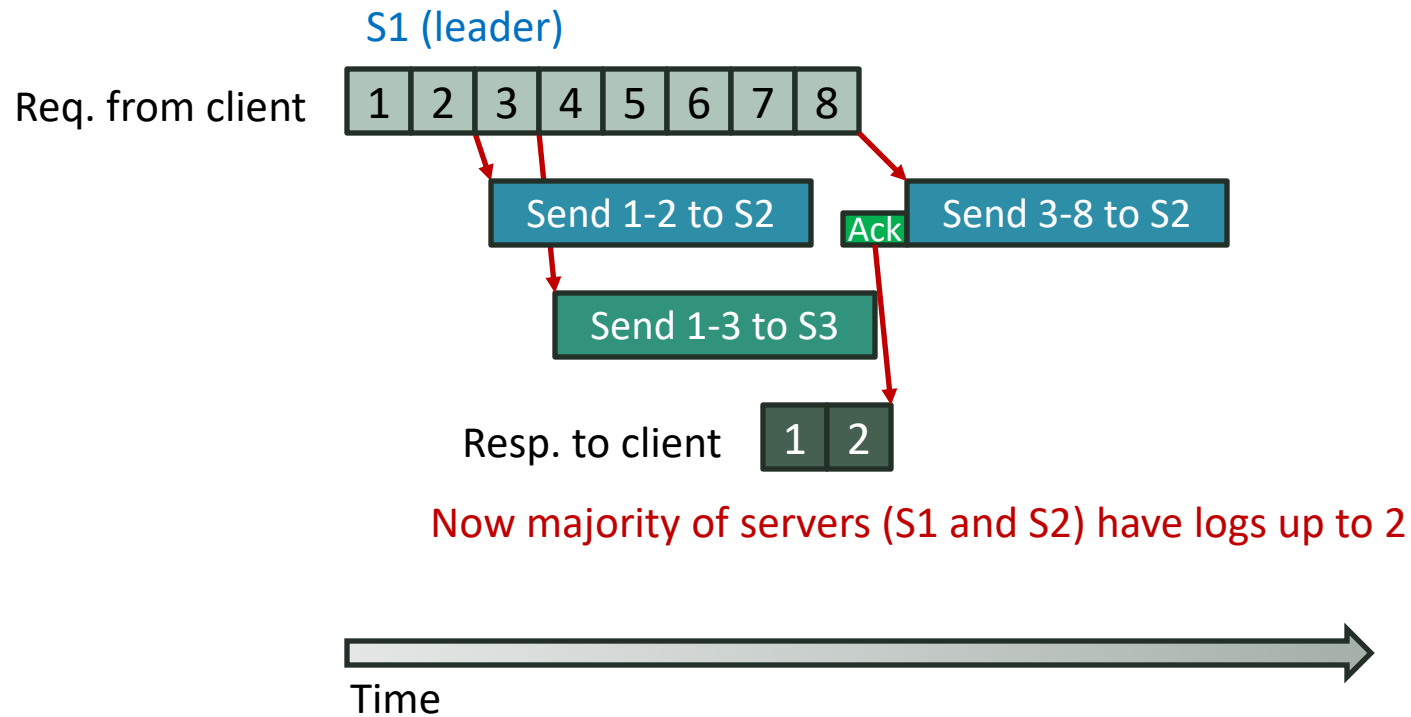 S1 (leader)
Req. from client 1 2 3 4 5 6 7 8
Send 1-2 to S2
Ack
Send 3-8 to S2
Send 1-3 to S3
Resp. to client 1 2
Now majority of servers (S1 and S2) have logs up to 2
Time